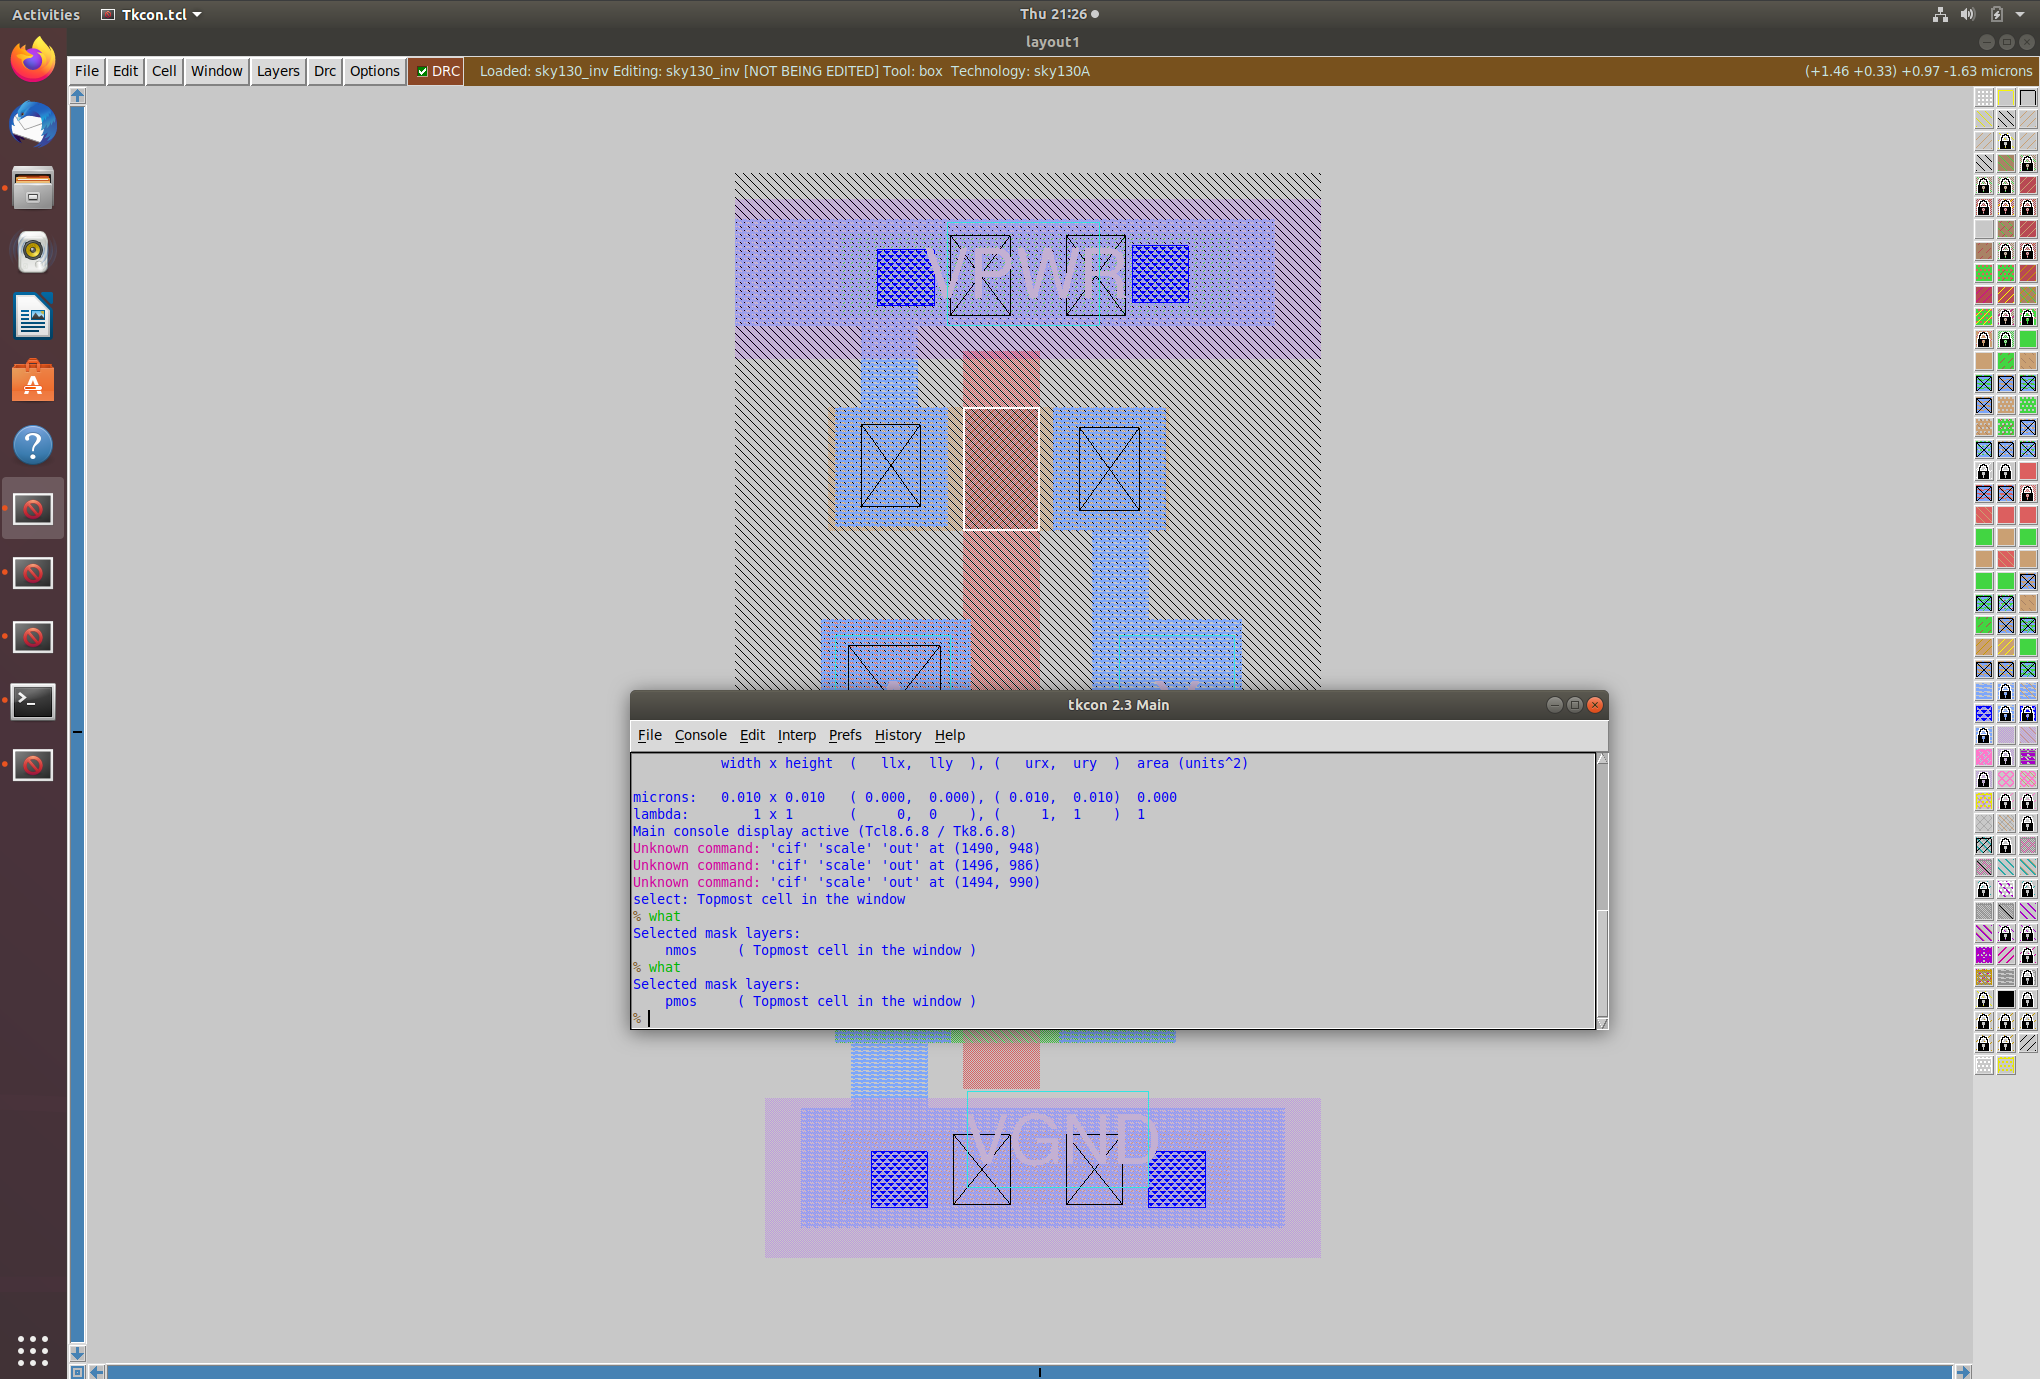 Activities Tkcon.tcl Thu 21:26
layout1
File Edit Cell Window Layers Drc Options DRC Loaded: sky130_inv Editing: sky130_inv [NOT BEING EDITED] Tool: box Technology: sky130A (+1.46 +0.33) +0.97 -1.63 microns
VPWR
tkcon 2.3 Main
File Console Edit Interp Prefs History Help
width x height ( llx, lly ), ( urx, ury ) area (units^2)
microns: 0.010 x 0.010 ( 0.000, 0.000), ( 0.010, 0.010) 0.000
lambda: 1 x 1 ( 0, 0 ), ( 1, 1 ) 1
Main console display active (Tcl8.6.8 / Tk8.6.8)
Unknown command: 'cif' 'scale' 'out' at (1490, 948)
Unknown command: 'cif' 'scale' 'out' at (1496, 986)
Unknown command: 'cif' 'scale' 'out' at (1494, 990)
select: Topmost cell in the window
% what
Selected mask layers:
nmos ( Topmost cell in the window )
% what
Selected mask layers:
pmos ( Topmost cell in the window )
%
VGND